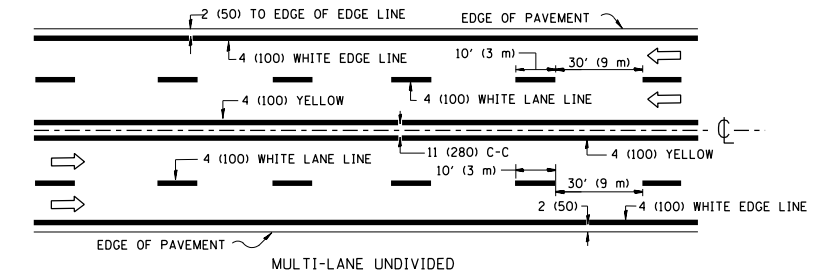 2 (50) TO EDGE OF EDGE LINE
EDGE OF PAVEMENT
4 (100) WHITE EDGE LINE
10' (3 m)
30' (9 m)
4 (100) YELLOW
4 (100) WHITE LANE LINE
℄
4 (100) WHITE LANE LINE
11 (280) C-C
4 (100) YELLOW
10' (3 m)
30' (9 m)
2 (50)
4 (100) WHITE EDGE LINE
EDGE OF PAVEMENT
MULTI-LANE UNDIVIDED